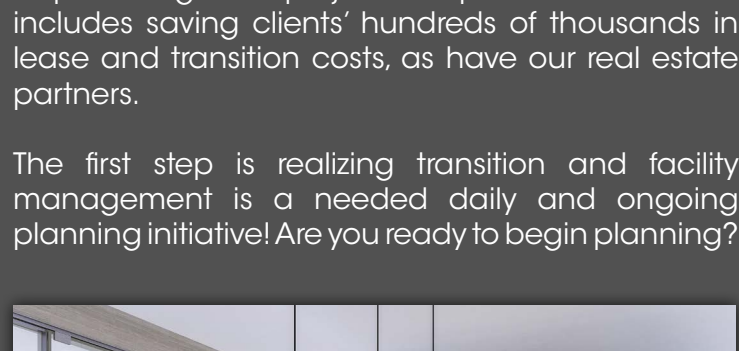 includes saving clients’ hundreds of thousands in
lease and transition costs, as have our real estate
partners.
The first step is realizing transition and facility
management is a needed daily and ongoing
planning initiative! Are you ready to begin planning?